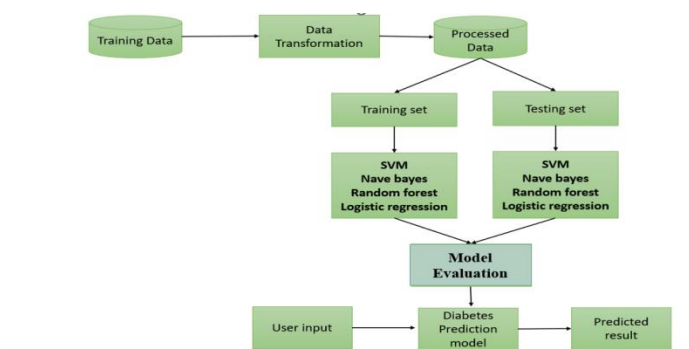 Training Data
Data
Transformation
Processed
Data
Training set
Testing set
SVM
Nave bayes
Random forest
Logistic regression
SVM
Nave bayes
Random forest
Logistic regression
Model
Evaluation
User input
Diabetes
Prediction
model
Predicted
result